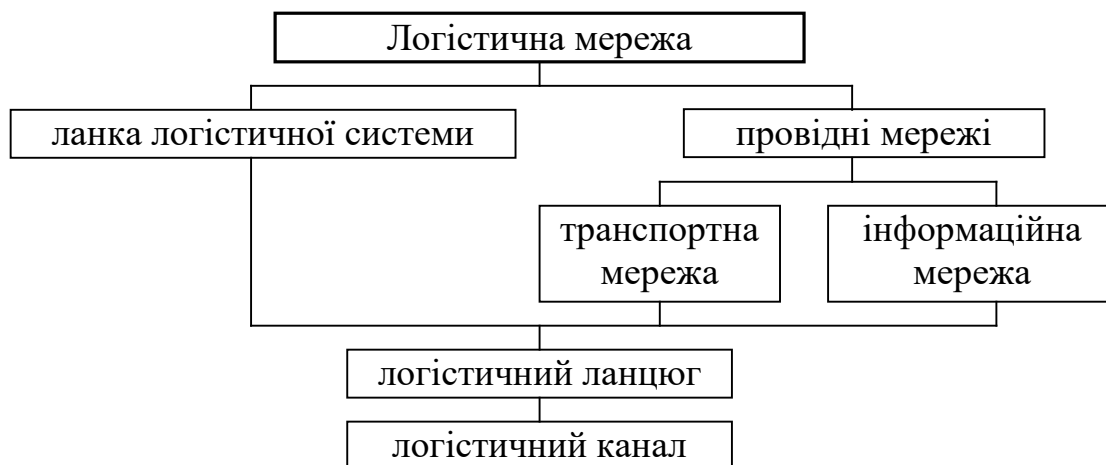 Логістична мережа
ланка логістичної системи
провідні мережі
транспортна
мережа
інформаційна
мережа
логістичний ланцюг
логістичний канал